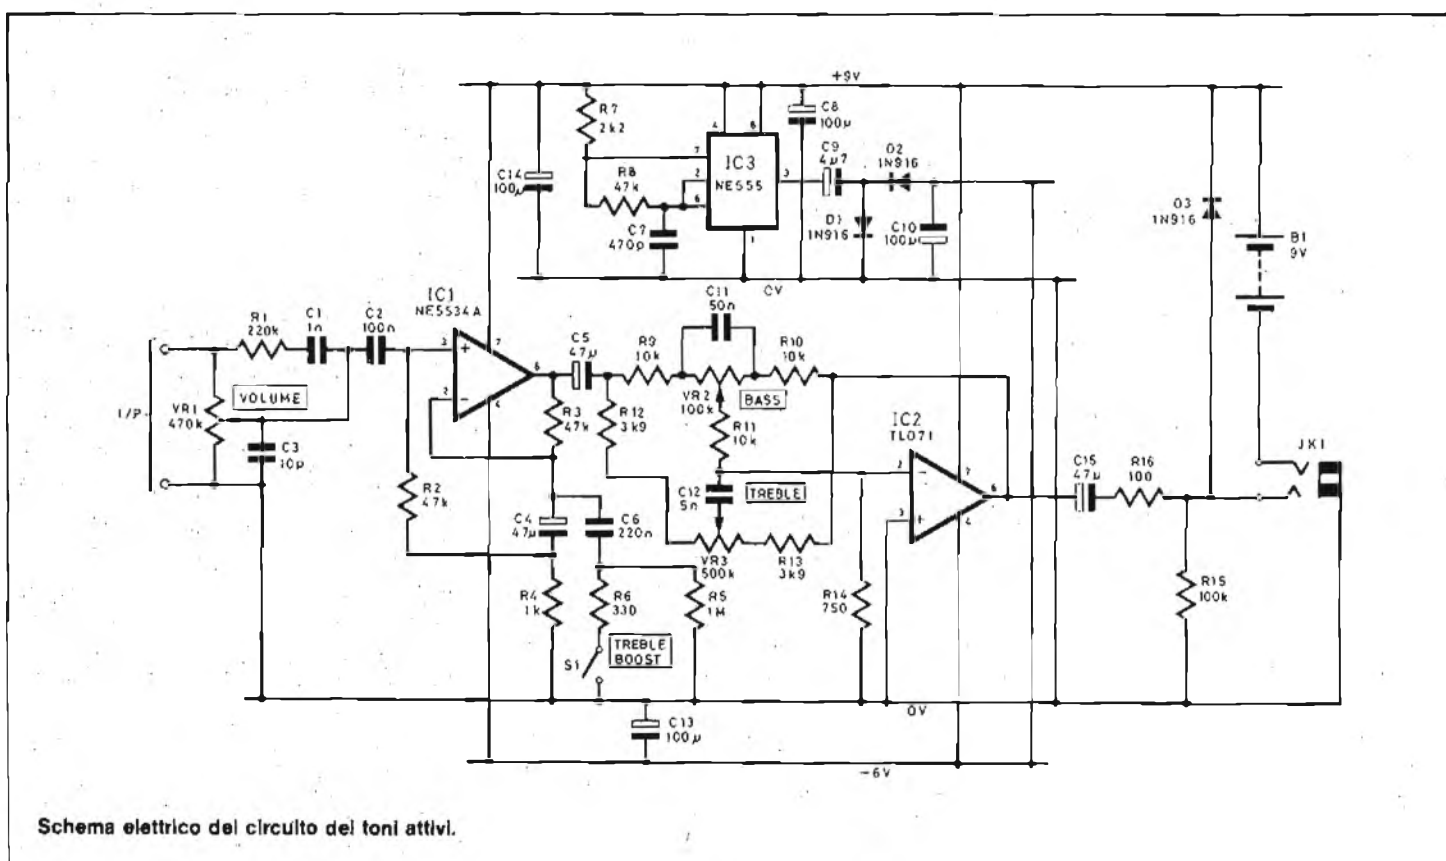 +9V
R7
2k2
C14
100µ
R8
47k
C7
470p
4
8
7
2
6
3
1
IC3
NE555
C8
100µ
C9
4µ7
D2
1N916
D1
1N916
C10
100µ
D3
1N916
B1
9V
0V
IC1
NE5534A
3
+
2
−
7
6
4
I/P
R1
220k
C1
1n
C2
100n
VR1
470k
VOLUME
C3
10p
R2
47k
C5
47µ
R3
47k
R12
3k9
R9
10k
C11
50n
R10
10k
VR2
100k
BASS
R11
10k
C12
5n
TREBLE
VR3
500k
R13
3k9
C4
47µ
C6
220n
R4
1k
R6
330
R5
1M
S1
TREBLE
BOOST
IC2
TL071
2
−
3
+
7
6
4
R14
750
C15
47µ
R16
100
R15
100k
JK1
0V
C13
100µ
−6V
Schema elettrico del circuito dei toni attivi.